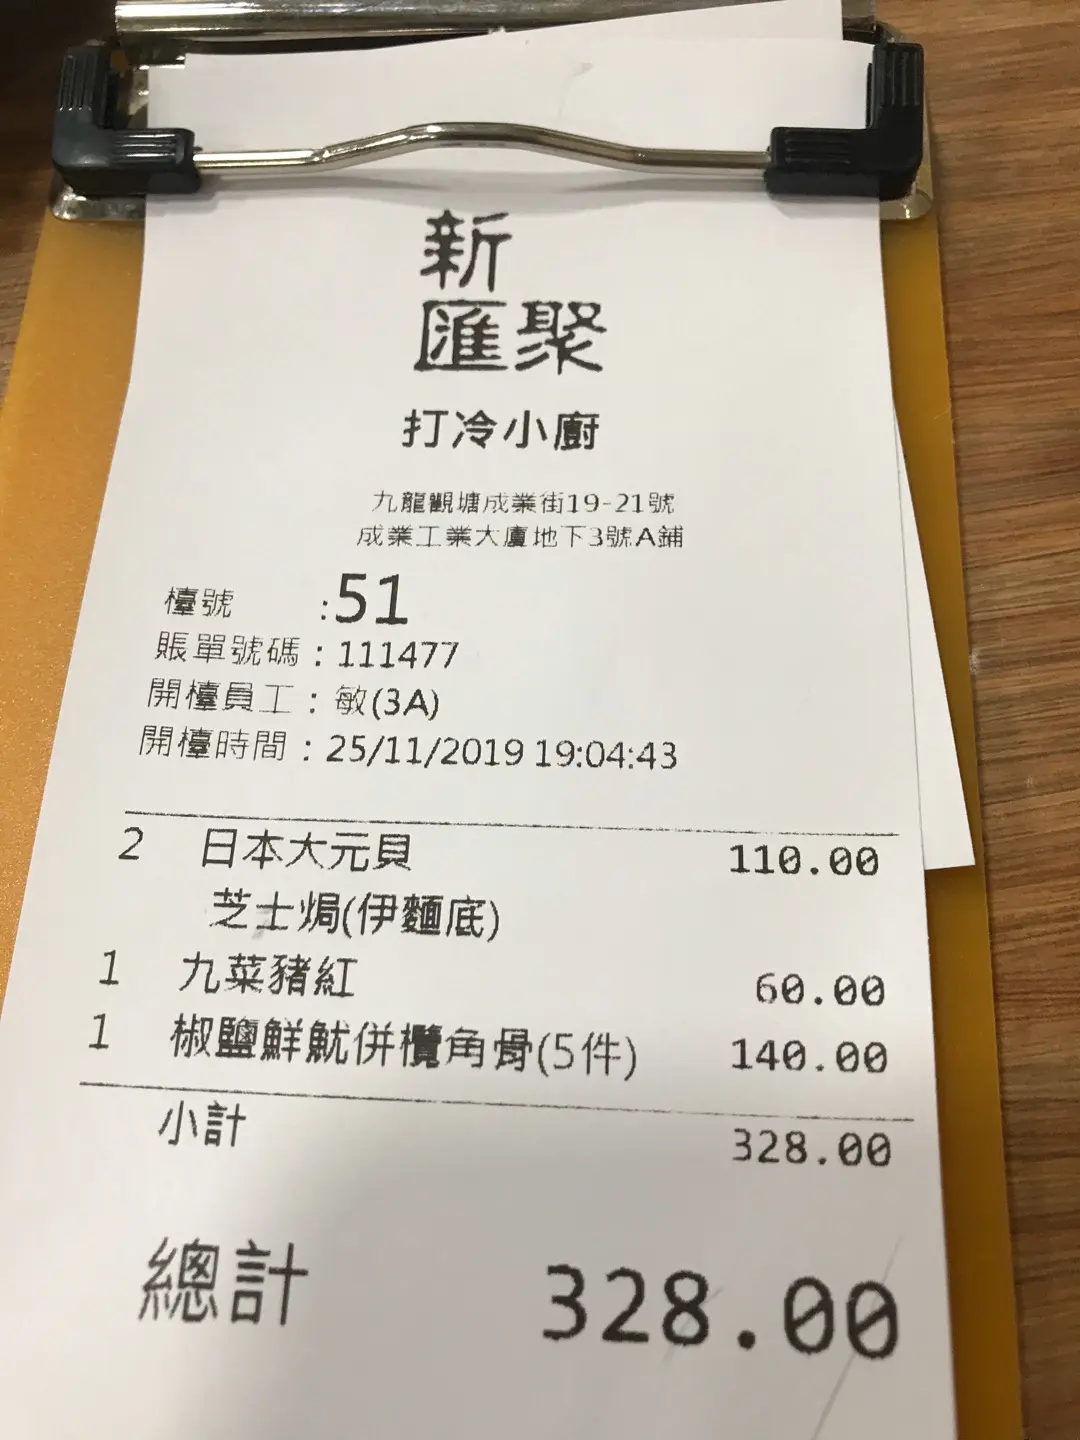 新
匯聚
打冷小廚
九龍觀塘成業街19-21號
成業工業大廈地下3號A鋪
檯號 :51
賬單號碼 : 111477
開檯員工 : 敏(3A)
開檯時間 : 25/11/2019 19:04:43
2 日本大元貝 110.00
芝士焗(伊麵底)
1 九菜豬紅 60.00
1 椒鹽鮮魷併欖角骨(5件) 140.00
小計 328.00
總計 328.00